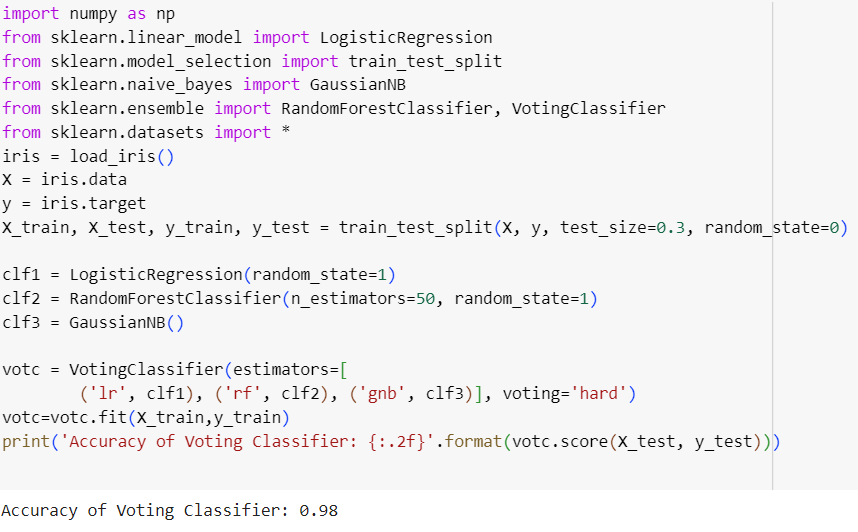 import numpy as np
from sklearn.linear_model import LogisticRegression
from sklearn.model_selection import train_test_split
from sklearn.naive_bayes import GaussianNB
from sklearn.ensemble import RandomForestClassifier, VotingClassifier
from sklearn.datasets import *
iris = load_iris()
X = iris.data
y = iris.target
X_train, X_test, y_train, y_test = train_test_split(X, y, test_size=0.3, random_state=0)
clf1 = LogisticRegression(random_state=1)
clf2 = RandomForestClassifier(n_estimators=50, random_state=1)
clf3 = GaussianNB()
votc = VotingClassifier(estimators=[
        ('lr', clf1), ('rf', clf2), ('gnb', clf3)], voting='hard')
votc=votc.fit(X_train,y_train)
print('Accuracy of Voting Classifier: {:.2f}'.format(votc.score(X_test, y_test)))
Accuracy of Voting Classifier: 0.98